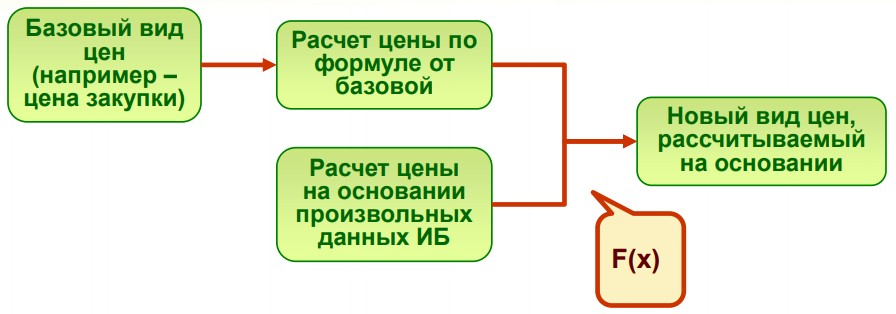 Базовый вид
цен
(например –
цена закупки)
Расчет цены по
формуле от
базовой
Расчет цены
на основании
произвольных
данных ИБ
Новый вид цен,
рассчитываемый
на основании
F(x)